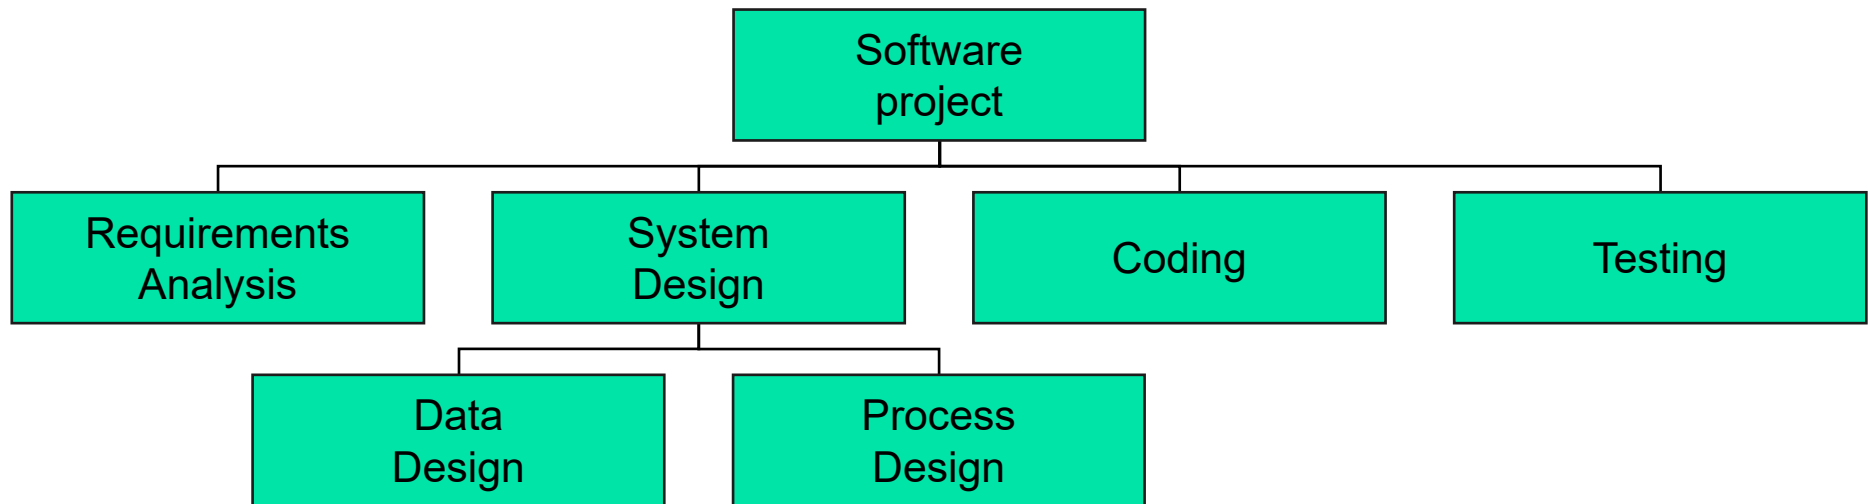 Software
project
Requirements
Analysis
System
Design
Coding
Testing
Data
Design
Process
Design